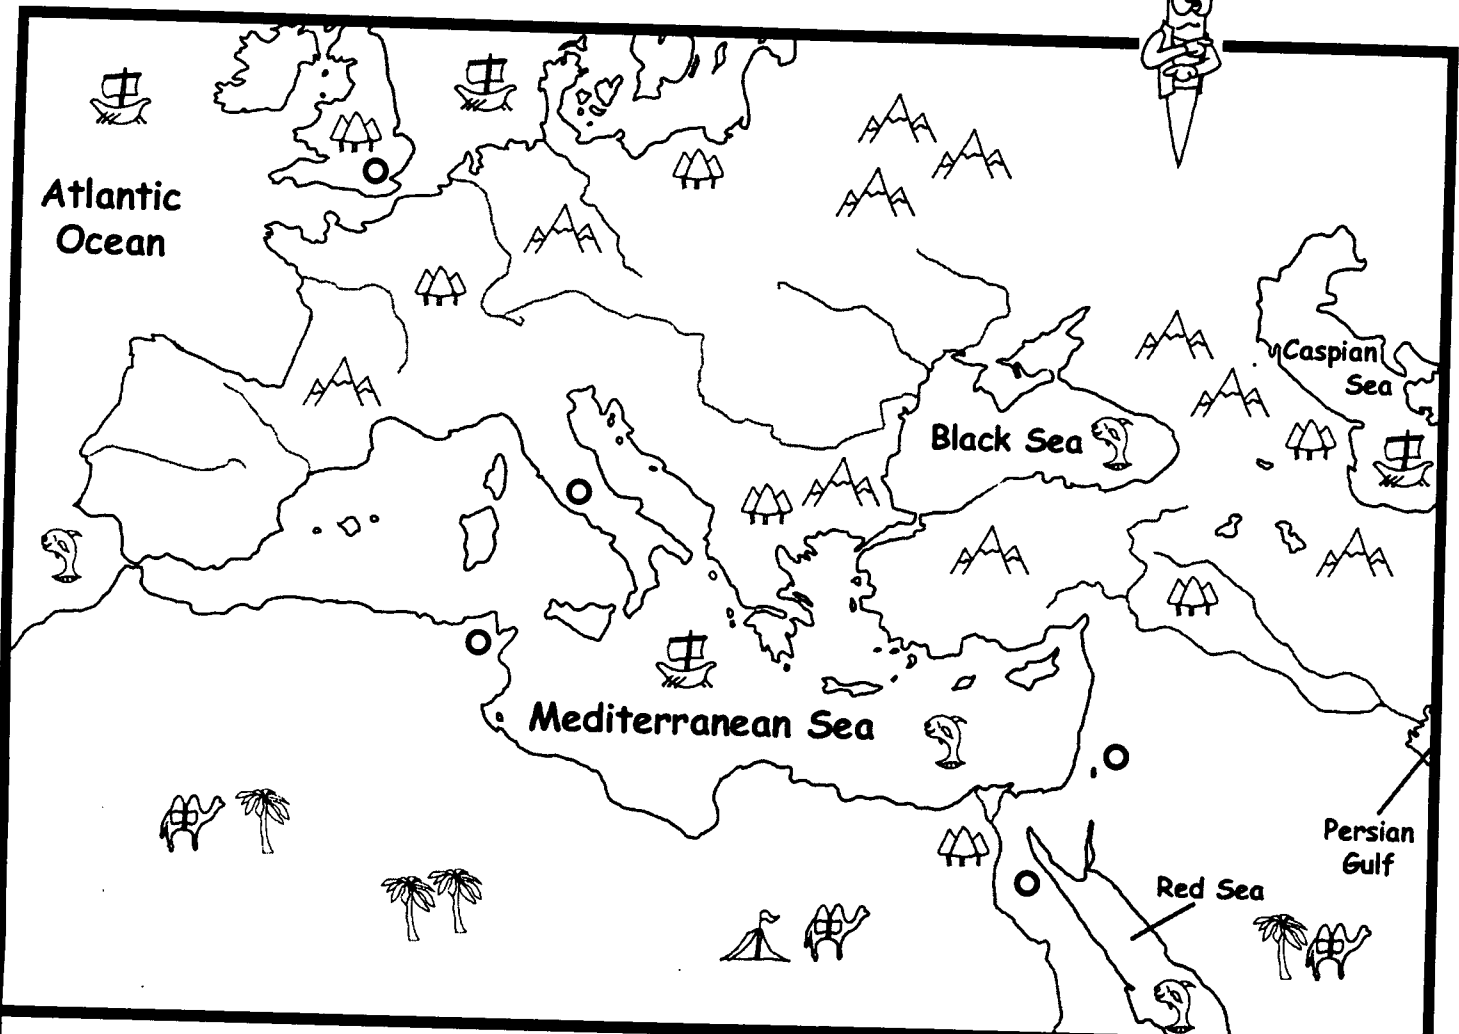 Atlantic
Ocean
Caspian
Sea
Black Sea
Mediterranean Sea
Persian
Gulf
Red Sea